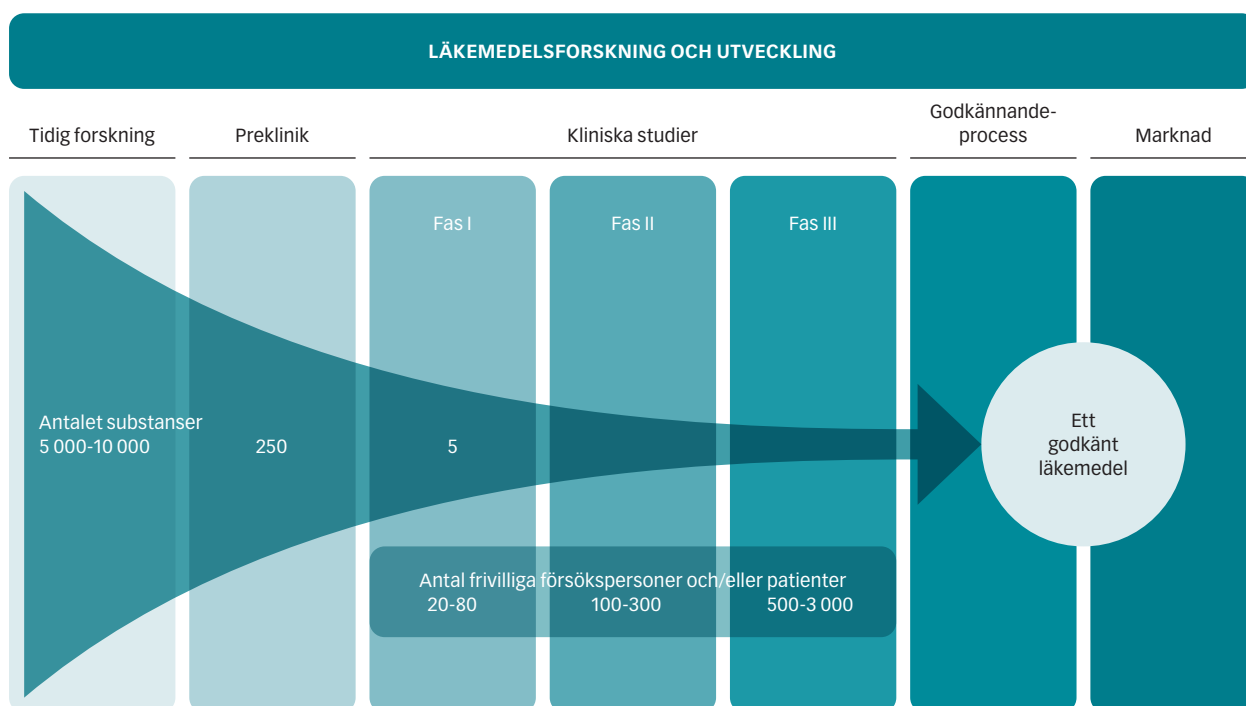 LÄKEMEDELSFORSKNING OCH UTVECKLING
Tidig forskning
Preklinik
Kliniska studier
Godkännande-
process
Marknad
Fas I
Fas II
Fas III
Antalet substanser
5 000-10 000
250
5
Ett
godkänt
läkemedel
Antal frivilliga försökspersoner och/eller patienter
20-80
100-300
500-3 000